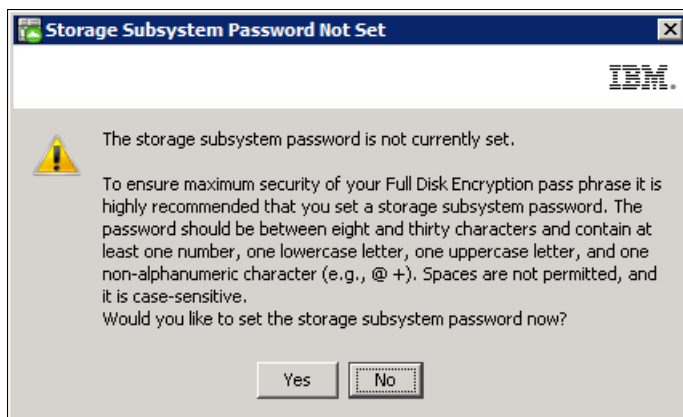 Storage Subsystem Password Not Set
IBM.
The storage subsystem password is not currently set.
To ensure maximum security of your Full Disk Encryption pass phrase it is
highly recommended that you set a storage subsystem password. The
password should be between eight and thirty characters and contain at
least one number, one lowercase letter, one uppercase letter, and one
non-alphanumeric character (e.g., @ +). Spaces are not permitted, and
it is case-sensitive.
Would you like to set the storage subsystem password now?
Yes No